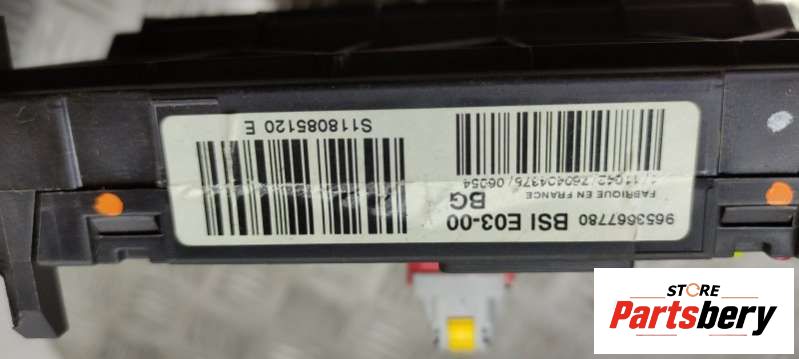 9653667780 BSI E03-00
FABRIQUE EN FRANCE BG
S118085120 E
STORE
Partsbery